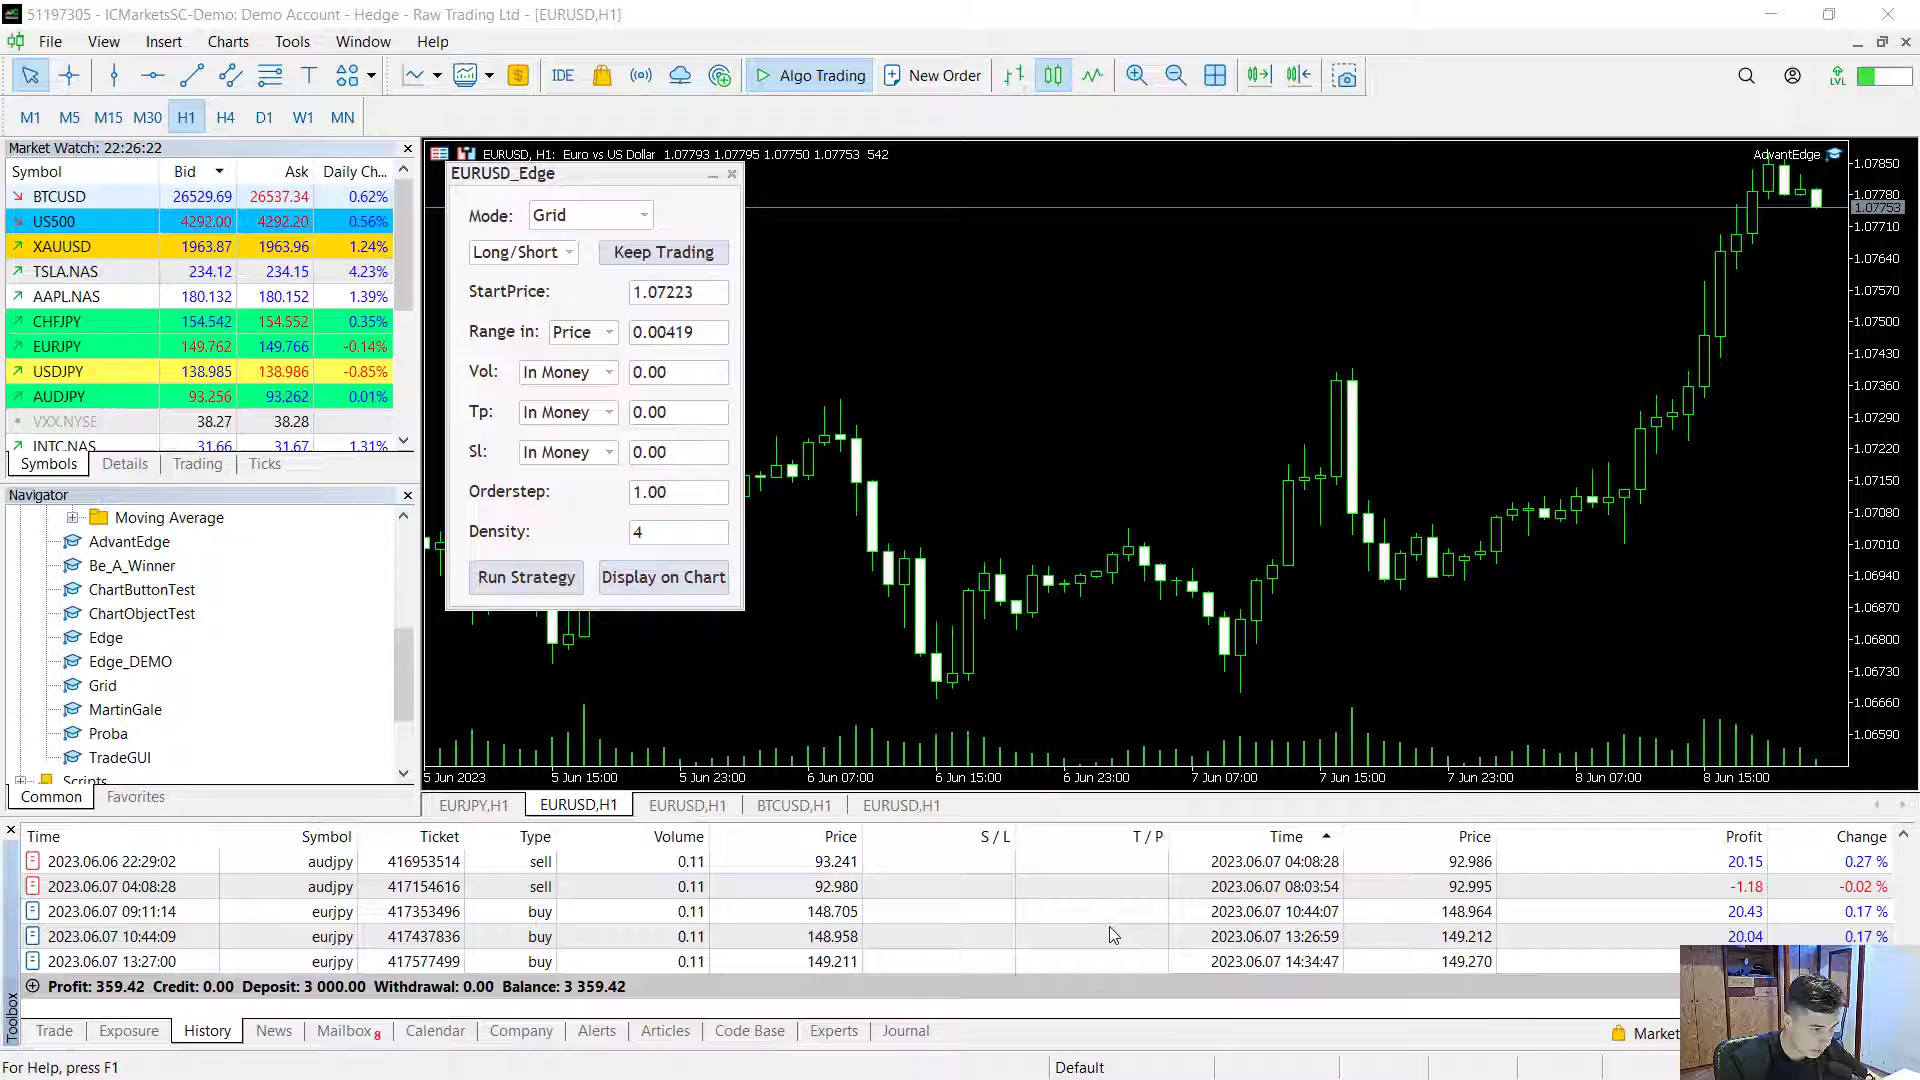 51197305 - ICMarketsSC-Demo: Demo Account - Hedge - Raw Trading Ltd - [EURUSD,H1]
File View Insert Charts Tools Window Help
IDE Algo Trading New Order LVL
M1 M5 M15 M30 H1 H4 D1 W1 MN
Market Watch: 22:26:22
Symbol Bid Ask Daily Ch...
BTCUSD 26529.69 26537.34 0.62%
US500 4292.00 4292.20 0.56%
XAUUSD 1963.87 1963.96 1.24%
TSLA.NAS 234.12 234.15 4.23%
AAPL.NAS 180.132 180.152 1.39%
CHFJPY 154.542 154.552 0.35%
EURJPY 149.762 149.766 -0.14%
USDJPY 138.985 138.986 -0.85%
AUDJPY 93.256 93.262 0.01%
VXX.NYSE 38.27 38.28
INTC.NAS 31.66 31.67 1.31%
Symbols Details Trading Ticks
Navigator
Moving Average
AdvantEdge
Be_A_Winner
ChartButtonTest
ChartObjectTest
Edge
Edge_DEMO
Grid
MartinGale
Proba
TradeGUI
Scripts
Common Favorites
EURUSD, H1: Euro vs US Dollar 1.07793 1.07795 1.07750 1.07753 542
AdvantEdge
EURUSD_Edge
Mode: Grid
Long/Short Keep Trading
StartPrice: 1.07223
Range in: Price 0.00419
Vol: In Money 0.00
Tp: In Money 0.00
Sl: In Money 0.00
Orderstep: 1.00
Density: 4
Run Strategy Display on Chart
1.07850
1.07780
1.07753
1.07710
1.07640
1.07570
1.07500
1.07430
1.07360
1.07290
1.07220
1.07150
1.07080
1.07010
1.06940
1.06870
1.06800
1.06730
1.06660
1.06590
5 Jun 2023 5 Jun 15:00 5 Jun 23:00 6 Jun 07:00 6 Jun 15:00 6 Jun 23:00 7 Jun 07:00 7 Jun 15:00 7 Jun 23:00 8 Jun 07:00 8 Jun 15:00
EURJPY,H1 EURUSD,H1 EURUSD,H1 BTCUSD,H1 EURUSD,H1
Time Symbol Ticket Type Volume Price S / L T / P Time Price Profit Change
2023.06.06 22:29:02 audjpy 416953514 sell 0.11 93.241 2023.06.07 04:08:28 92.986 20.15 0.27 %
2023.06.07 04:08:28 audjpy 417154616 sell 0.11 92.980 2023.06.07 08:03:54 92.995 -1.18 -0.02 %
2023.06.07 09:11:14 eurjpy 417353496 buy 0.11 148.705 2023.06.07 10:44:07 148.964 20.43 0.17 %
2023.06.07 10:44:09 eurjpy 417437836 buy 0.11 148.958 2023.06.07 13:26:59 149.212 20.04 0.17 %
2023.06.07 13:27:00 eurjpy 417577499 buy 0.11 149.211 2023.06.07 14:34:47 149.270
Profit: 359.42 Credit: 0.00 Deposit: 3 000.00 Withdrawal: 0.00 Balance: 3 359.42
Toolbox
Trade Exposure History News Mailbox 8 Calendar Company Alerts Articles Code Base Experts Journal Market
For Help, press F1 Default